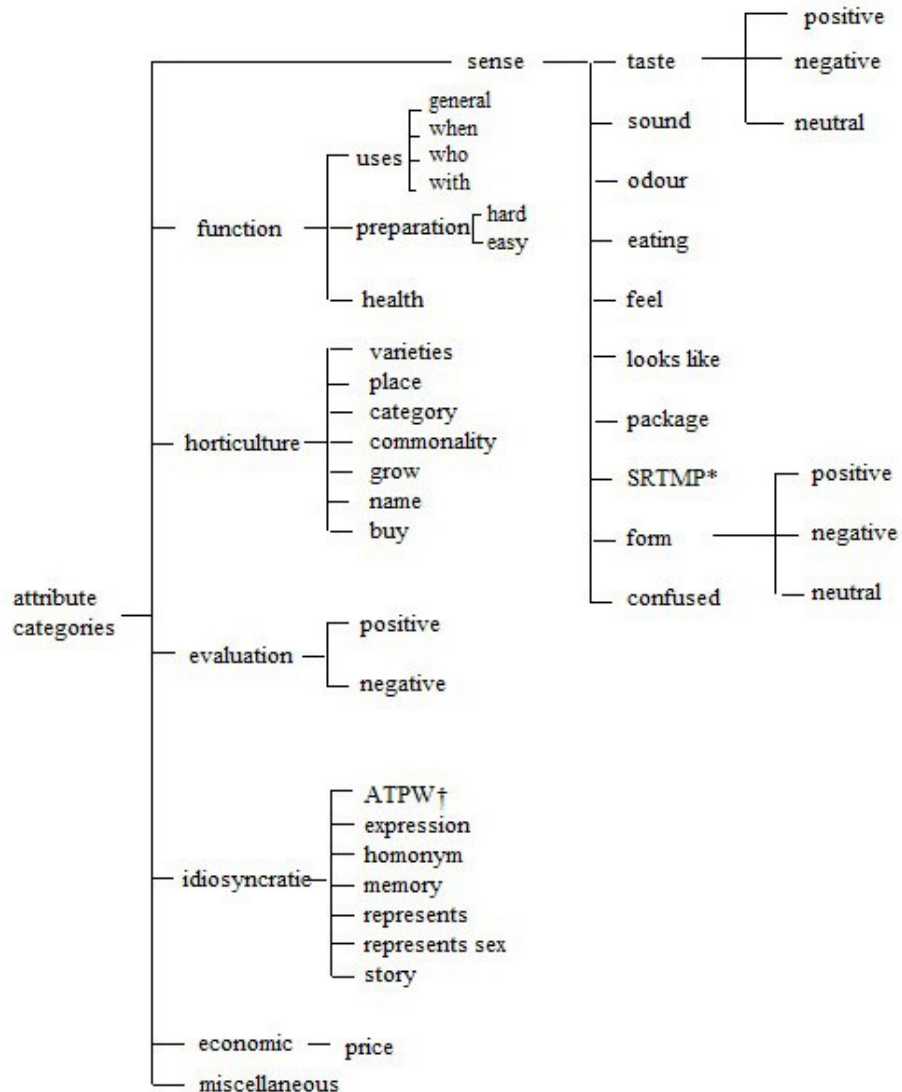 positive
sense
taste
negative
general
when
sound
neutral
uses
who
with
odour
function
preparation
hard
easy
eating
health
feel
varieties
looks like
place
category
package
horticulture
commonality
grow
SRTMP*
positive
name
buy
form
negative
attribute
categories
confused
neutral
positive
evaluation
negative
ATPW†
expression
homonym
idiosyncratie
memory
represents
represents sex
story
economic
price
miscellaneous